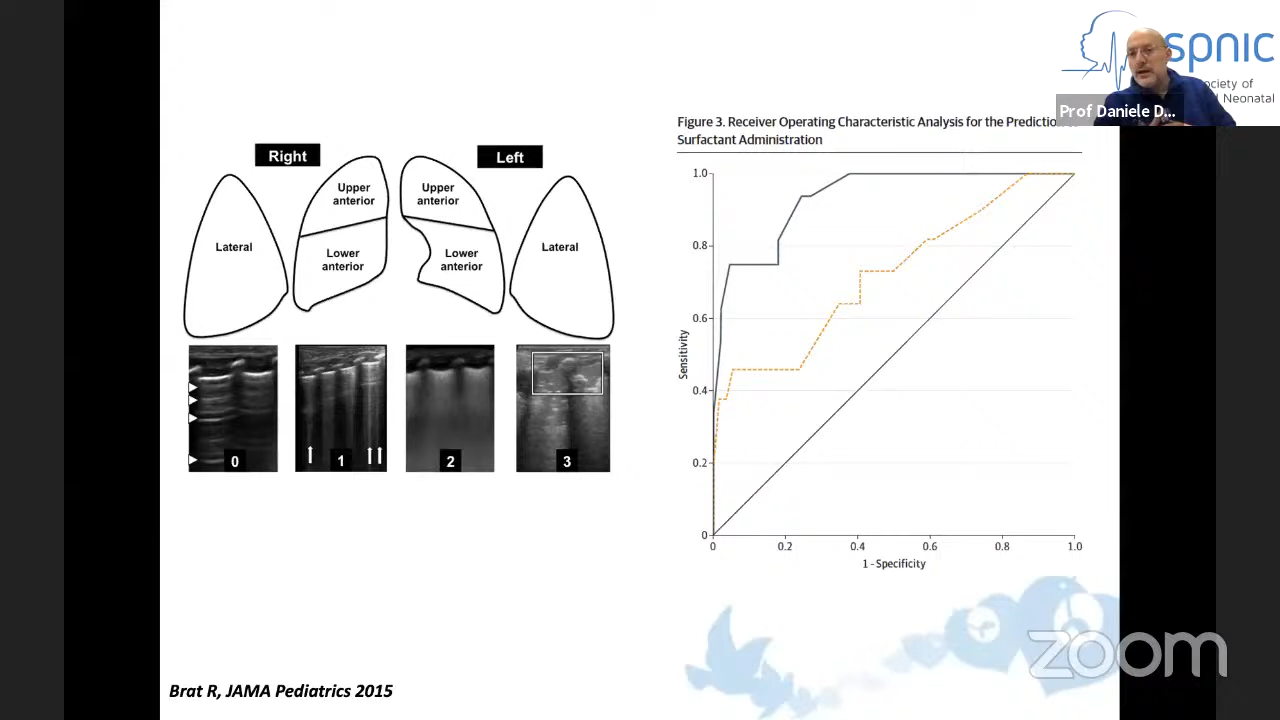 spnic
ociety of
l Neonatal
Prof Daniele D...
Figure 3. Receiver Operating Characteristic Analysis for the Prediction
Surfactant Administration
Right
Left
Upper
anterior
Upper
anterior
Lateral
Lower
anterior
Lower
anterior
Lateral
0
1
2
3
1.0
0.8
0.6
0.4
0.2
0
Sensitivity
0
0.2
0.4
0.6
0.8
1.0
1 - Specificity
zoom
Brat R, JAMA Pediatrics 2015